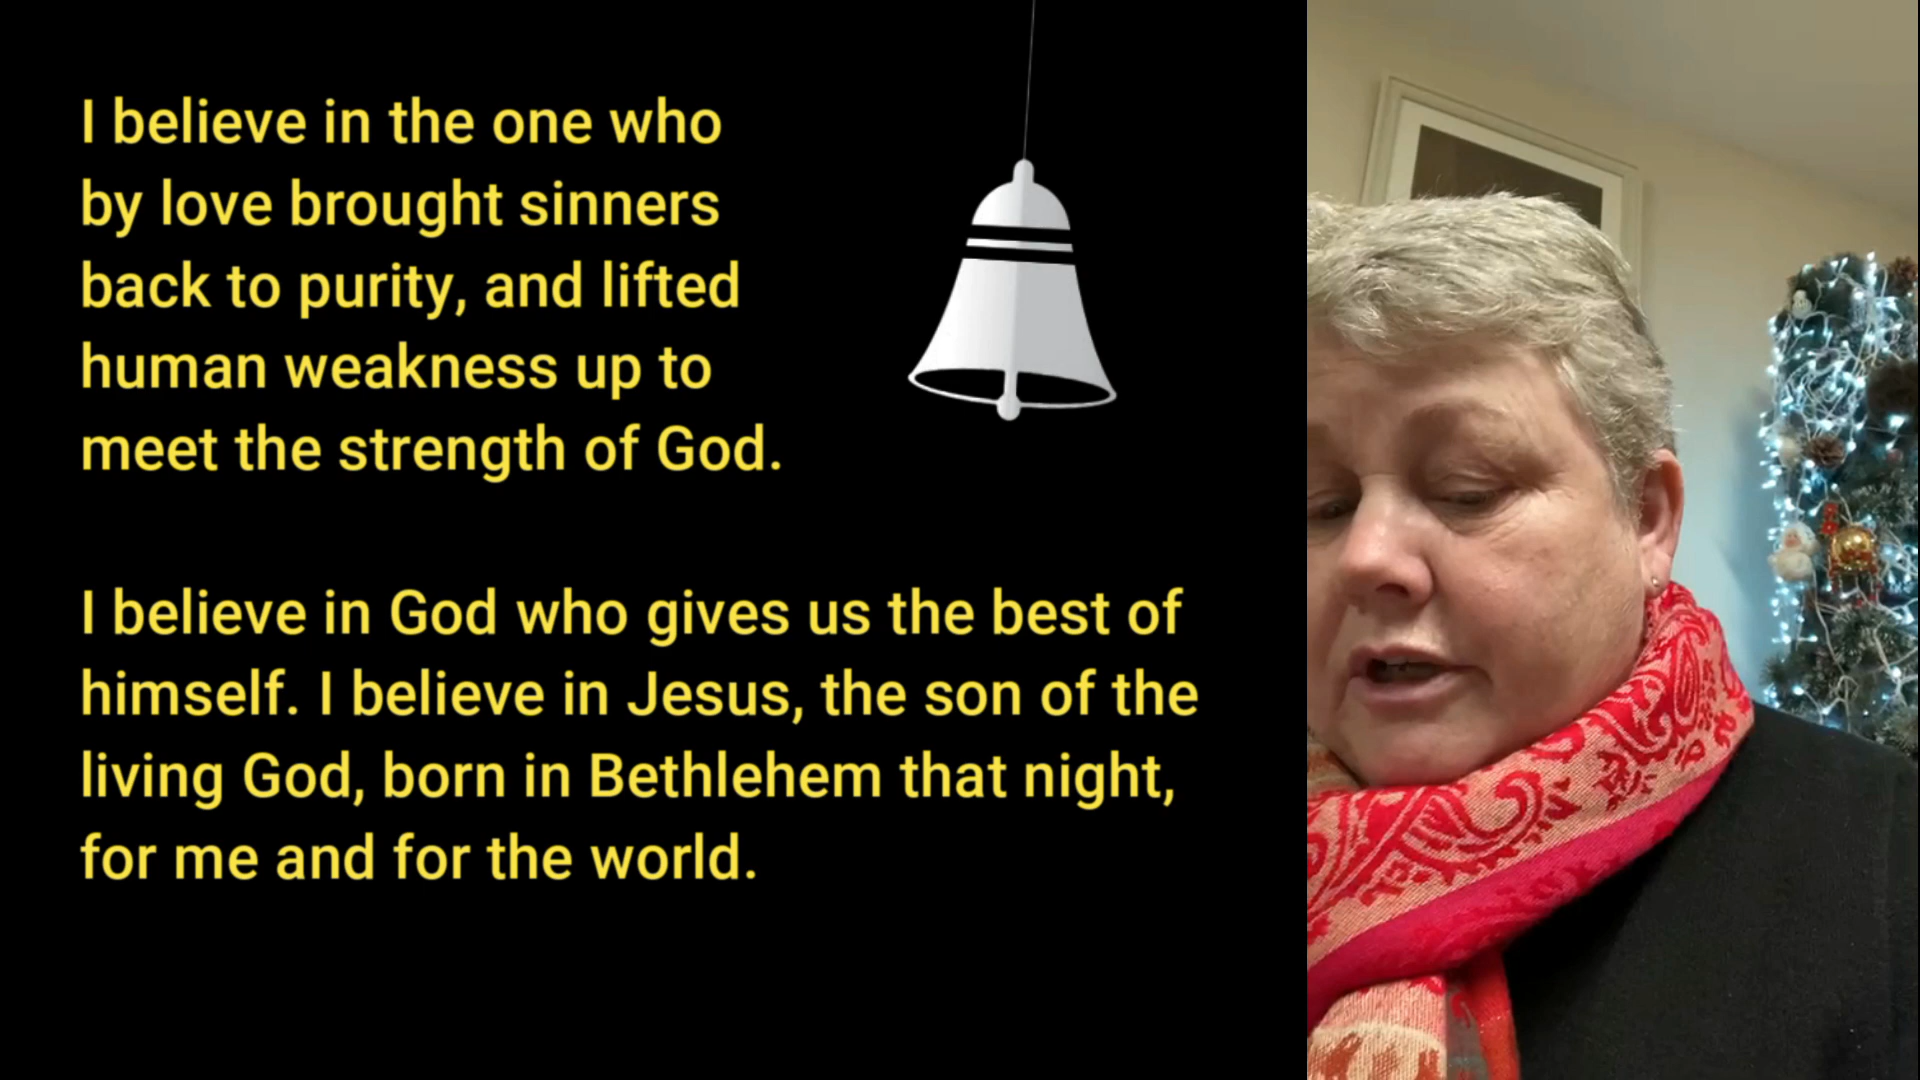 I believe in the one who
by love brought sinners
back to purity, and lifted
human weakness up to
meet the strength of God.
I believe in God who gives us the best of
himself. I believe in Jesus, the son of the
living God, born in Bethlehem that night,
for me and for the world.